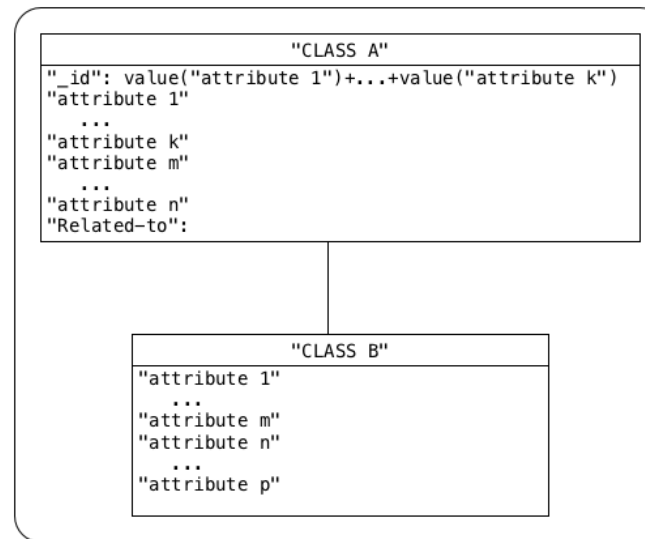 "CLASS A"
"_id": value("attribute 1")+...+value("attribute k")
"attribute 1"
...
"attribute k"
"attribute m"
...
"attribute n"
"Related-to":
"CLASS B"
"attribute 1"
...
"attribute m"
"attribute n"
...
"attribute p"